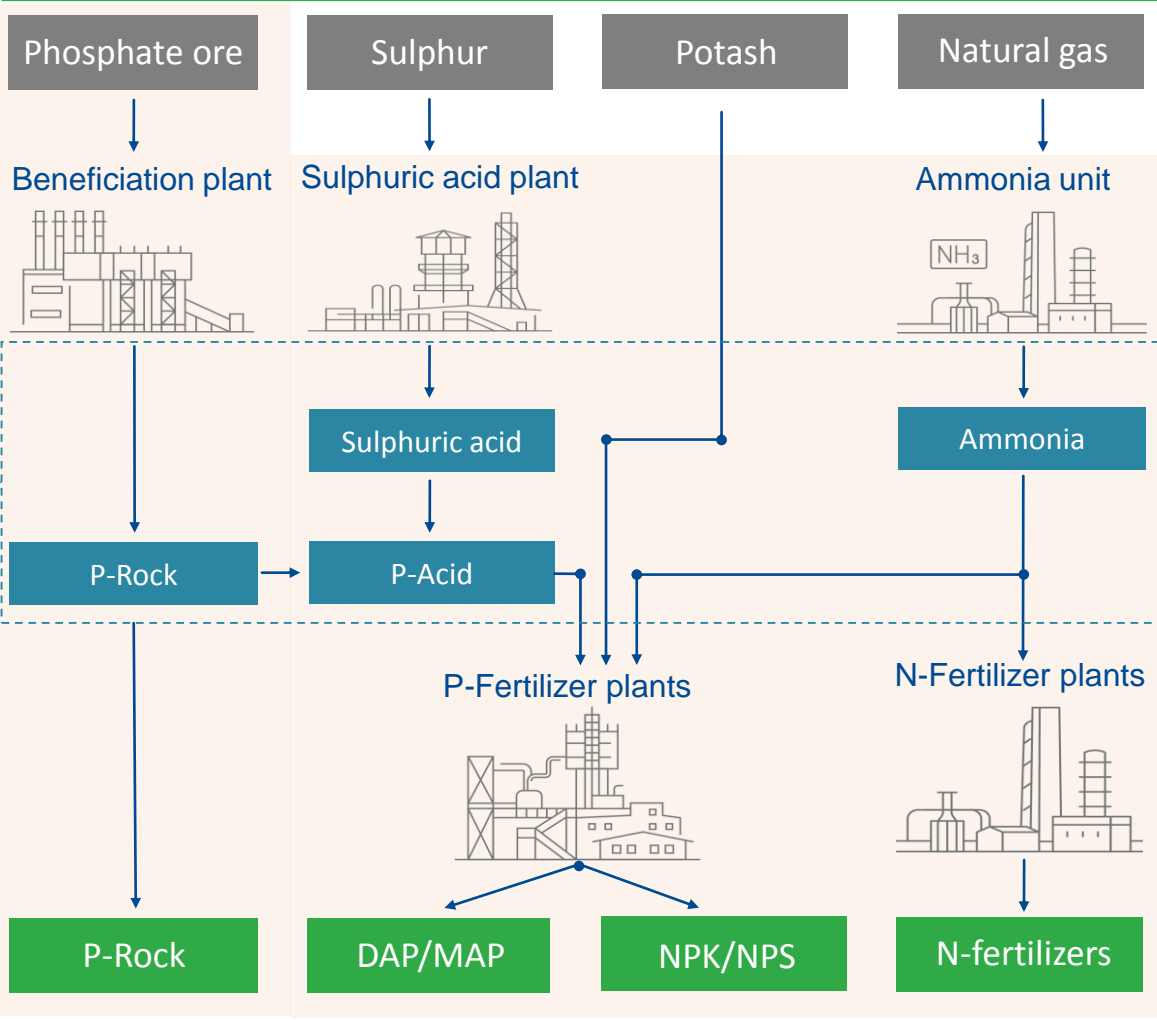 Phosphate ore
Sulphur
Potash
Natural gas
Beneficiation plant
Sulphuric acid plant
Ammonia unit
NH₃
Sulphuric acid
Ammonia
P-Rock
P-Acid
P-Fertilizer plants
N-Fertilizer plants
P-Rock
DAP/MAP
NPK/NPS
N-fertilizers